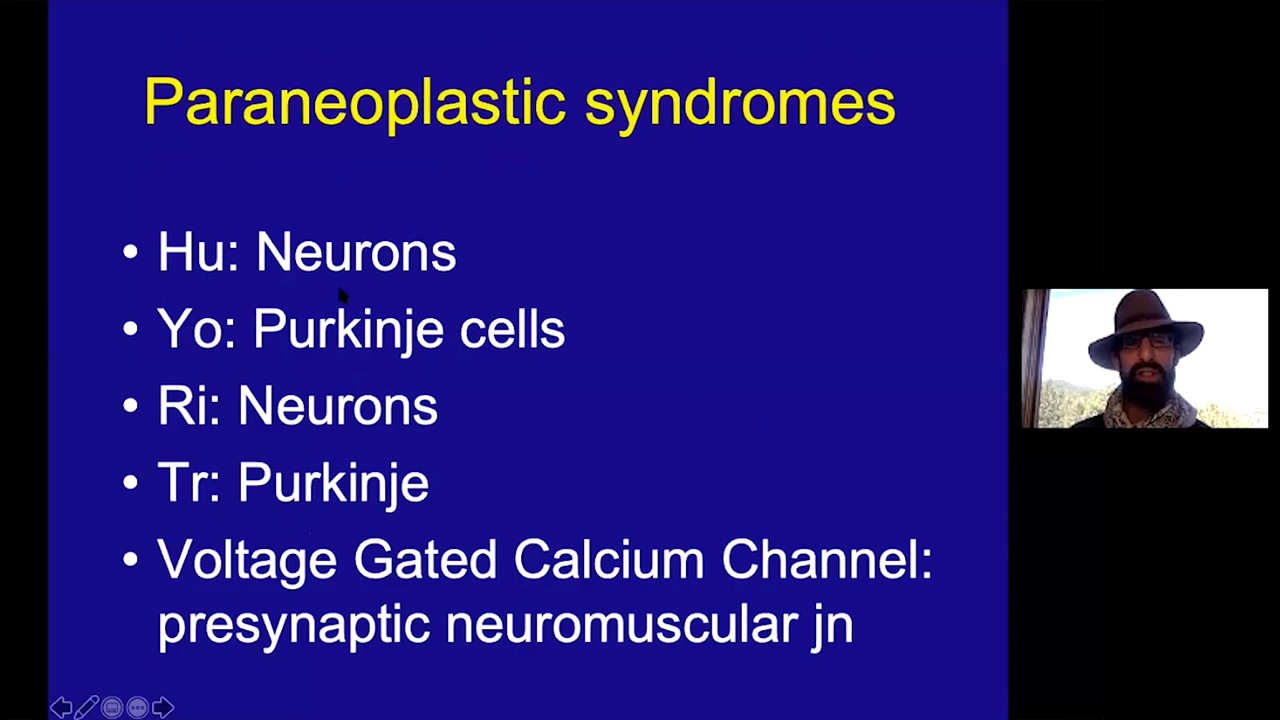 Paraneoplastic syndromes
• Hu: Neurons
• Yo: Purkinje cells
• Ri: Neurons
• Tr: Purkinje
• Voltage Gated Calcium Channel:
presynaptic neuromuscular jn